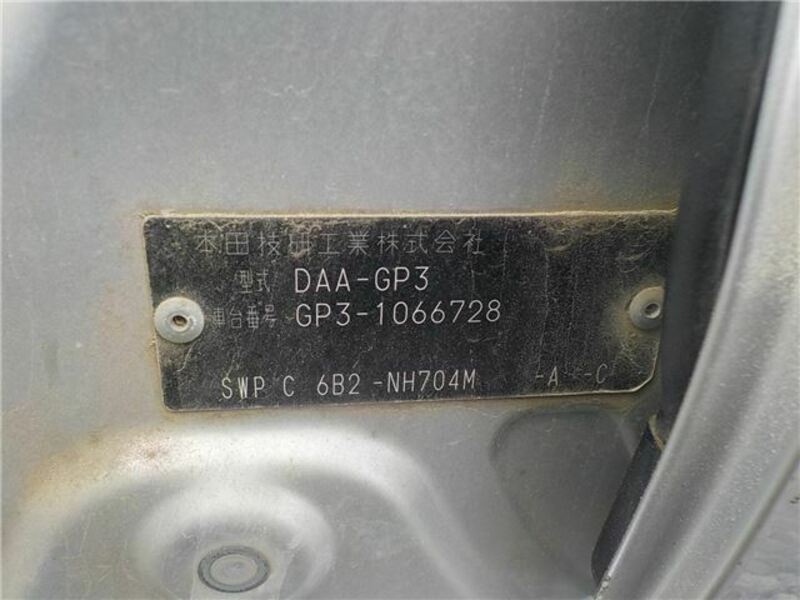 本田技研工業株式会社
型式 DAA-GP3
車台番号 GP3-1066728
SWP C 6B2 -NH704M -A --C